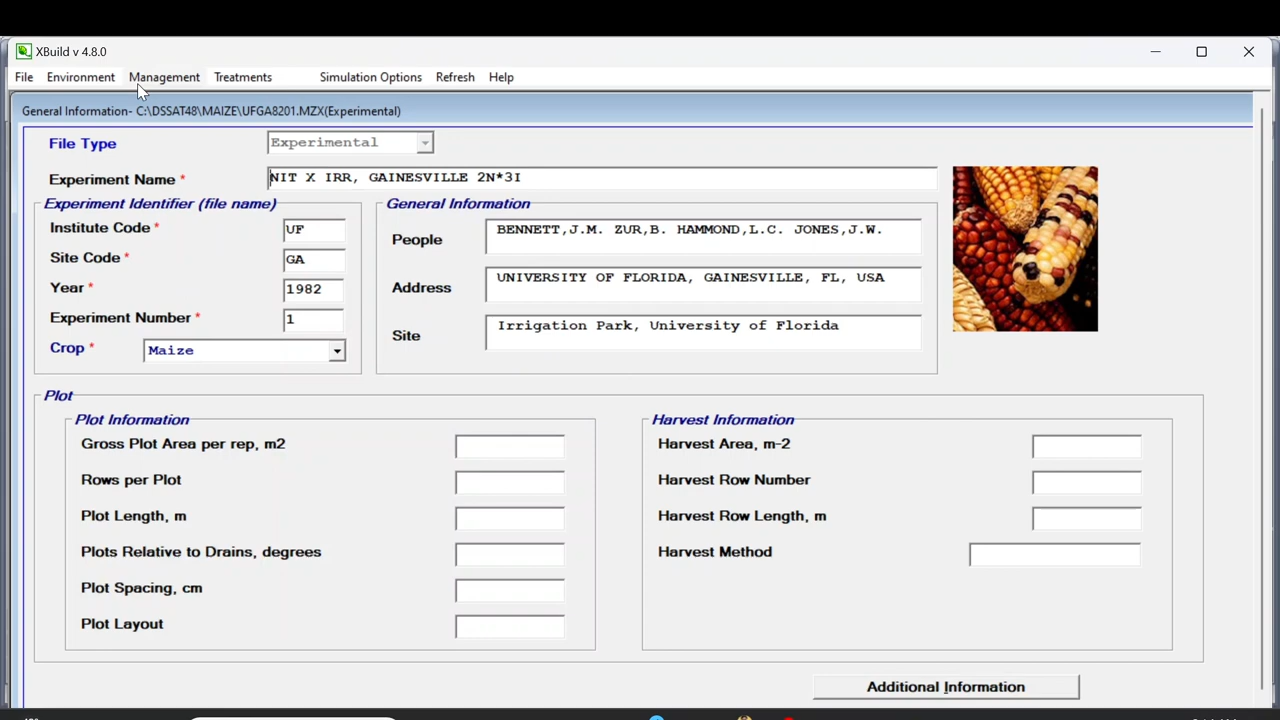 XBuild v 4.8.0
File Environment Management Treatments Simulation Options Refresh Help
General Information- C:\DSSAT48\MAIZE\UFGA8201.MZX(Experimental)
File Type Experimental
Experiment Name * NIT X IRR, GAINESVILLE 2N*3I
Experiment Identifier (file name)
Institute Code * UF
Site Code * GA
Year * 1982
Experiment Number * 1
Crop * Maize
General Information
People BENNETT,J.M. ZUR,B. HAMMOND,L.C. JONES,J.W.
Address UNIVERSITY OF FLORIDA, GAINESVILLE, FL, USA
Site Irrigation Park, University of Florida
Plot
Plot Information
Gross Plot Area per rep, m2
Rows per Plot
Plot Length, m
Plots Relative to Drains, degrees
Plot Spacing, cm
Plot Layout
Harvest Information
Harvest Area, m-2
Harvest Row Number
Harvest Row Length, m
Harvest Method
Additional Information